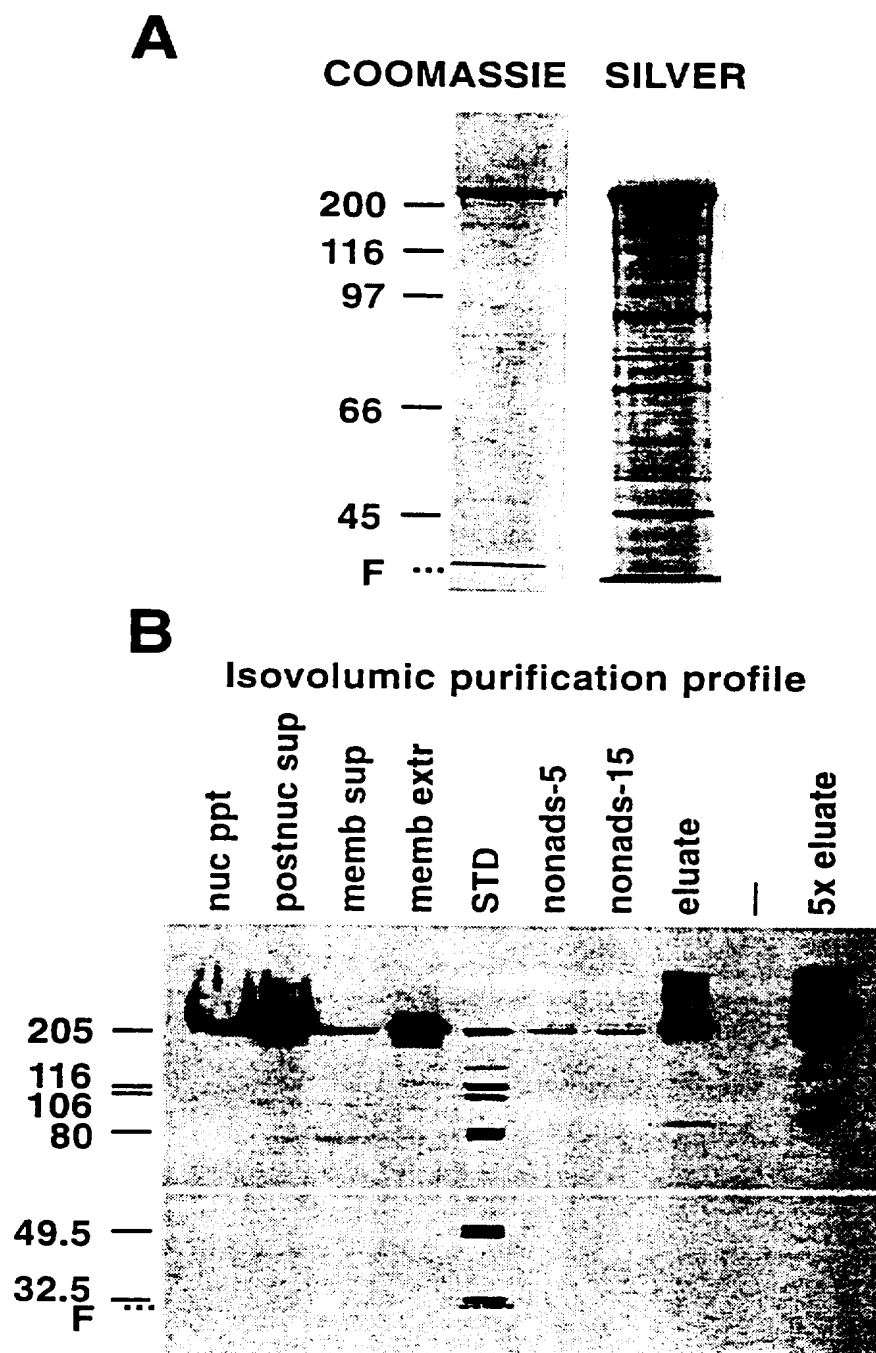 A
COOMASSIE SILVER
200
116
97
66
45
F ...
B
Isovolumic purification profile
nuc ppt
postnuc sup
memb sup
memb extr
STD
nonads-5
nonads-15
eluate
—
5x eluate
205
116
106
80
49.5
32.5
F ...